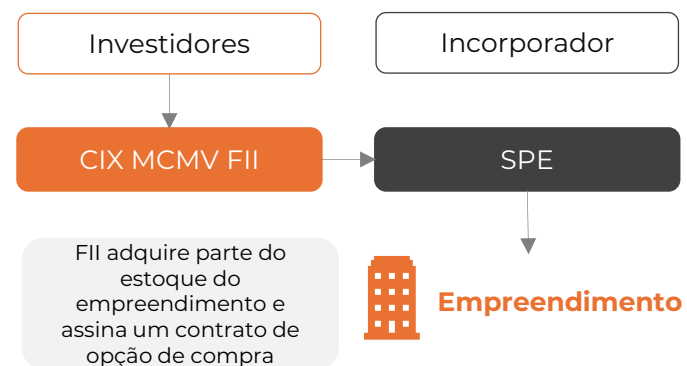 Investidores
Incorporador
CIX MCMV FII
SPE
FII adquire parte do
estoque do
empreendimento e
assina um contrato de
opção de compra
Empreendimento